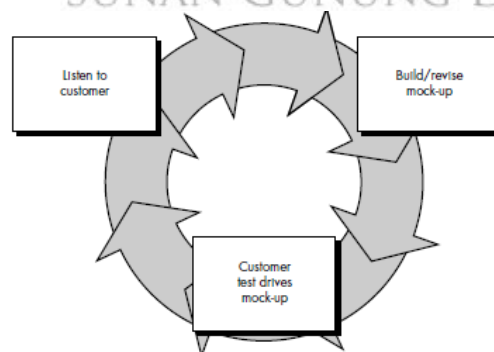 SUNAN GUNUNG D
Listen to
customer
Build/revise
mock-up
Customer
test drives
mock-up